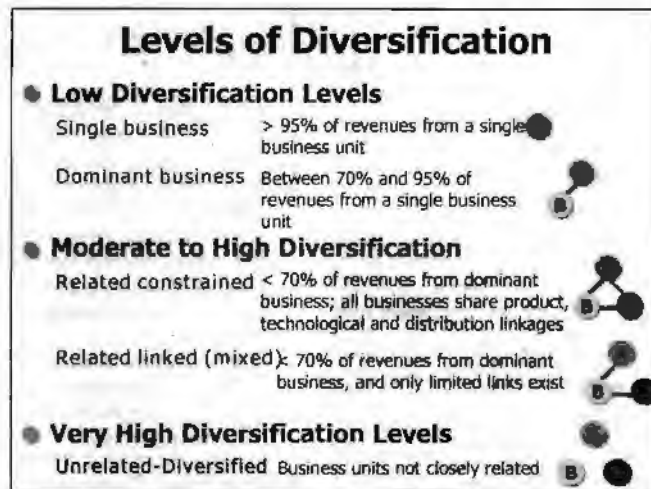 Levels of Diversification
Low Diversification Levels
Single business > 95% of revenues from a single
business unit
Dominant business Between 70% and 95% of
revenues from a single business
unit
B
Moderate to High Diversification
Related constrained < 70% of revenues from dominant
business; all businesses share product,
technological and distribution linkages
B
Related linked (mixed) < 70% of revenues from dominant
business, and only limited links exist
B
Very High Diversification Levels
Unrelated-Diversified Business units not closely related
B